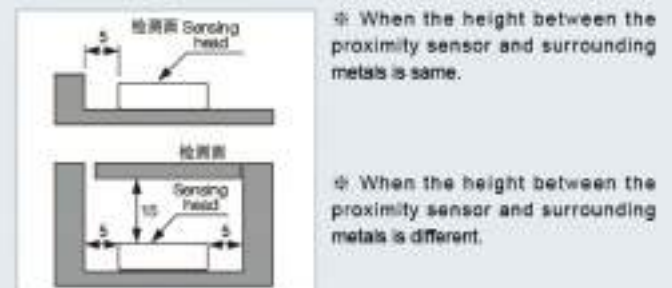 检测面 Sensing
head
5
※ When the height between the
proximity sensor and surrounding
metals is same.
检测面
Sensing
head
15
5
5
※ When the height between the
proximity sensor and surrounding
metals is different.